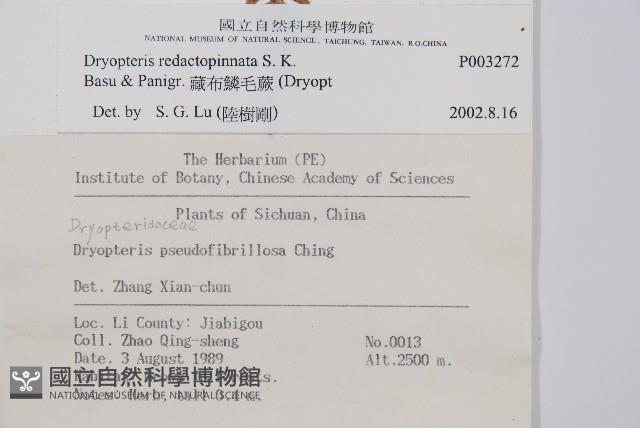 國立自然科學博物館
NATIONAL MUSEUM OF NATURAL SCIENCE, TAICHUNG, TAIWAN, R.O.CHINA
Dryopteris redactopinnata S. K. P003272
Basu & Panigr. 藏布鱗毛蕨 (Dryopt
Det. by S. G. Lu (陸樹剛) 2002.8.16
The Herbarium (PE)
Institute of Botany, Chinese Academy of Sciences
Plants of Sichuan, China
Dryopteridaceae
Dryopteris pseudofibrillosa Ching
Det. Zhang Xian-chun
Loc. Li County: Jiabigou
Coll. Zhao Qing-sheng No.0013
Date. 3 August 1989 Alt.2500 m.
國立自然科學博物館
NATIONAL MUSEUM OF NATURAL SCIENCE
Herb, m.